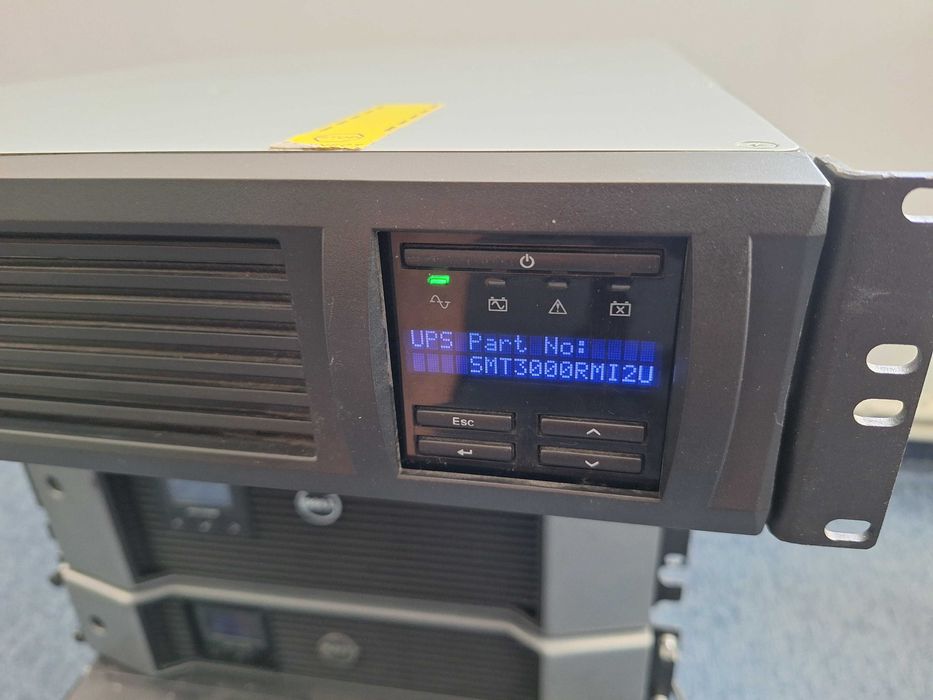 UPS Part No:
SMT3000RMI2U
Esc